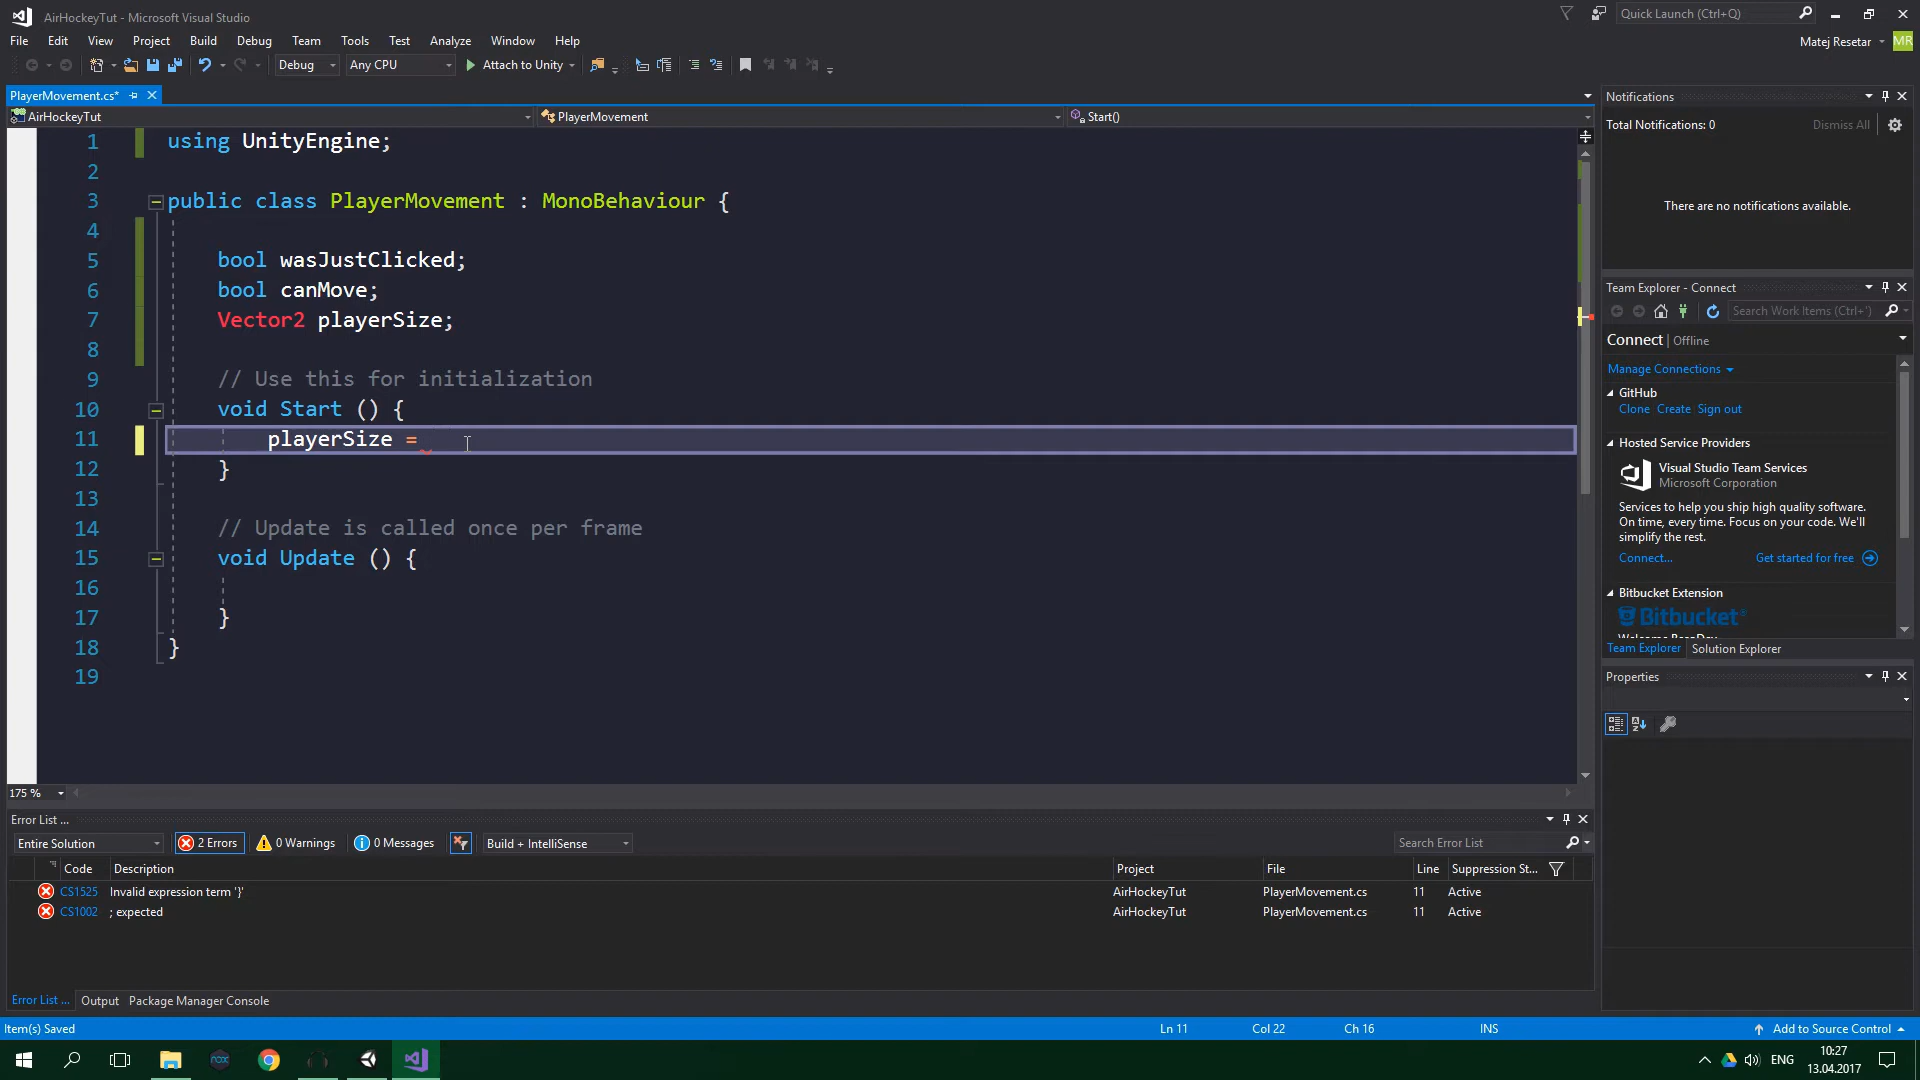 AirHockeyTut - Microsoft Visual Studio
Quick Launch (Ctrl+Q)
File Edit View Project Build Debug Team Tools Test Analyze Window Help
Matej Resetar MR
Debug Any CPU Attach to Unity
PlayerMovement.cs*
AirHockeyTut PlayerMovement Start()
1 using UnityEngine;
2
3 public class PlayerMovement : MonoBehaviour {
4
5 bool wasJustClicked;
6 bool canMove;
7 Vector2 playerSize;
8
9 // Use this for initialization
10 void Start () {
11 playerSize =
12 }
13
14 // Update is called once per frame
15 void Update () {
16
17 }
18 }
19
175 %
Notifications
Total Notifications: 0 Dismiss All
There are no notifications available.
Team Explorer - Connect
Search Work Items (Ctrl+')
Connect | Offline
Manage Connections
GitHub
Clone Create Sign out
Hosted Service Providers
Visual Studio Team Services
Microsoft Corporation
Services to help you ship high quality software.
On time, every time. Focus on your code. We'll
simplify the rest.
Connect... Get started for free
Bitbucket Extension
Bitbucket
Team Explorer Solution Explorer
Properties
Error List ...
Entire Solution 2 Errors 0 Warnings 0 Messages Build + IntelliSense Search Error List
Code Description Project File Line Suppression St...
CS1525 Invalid expression term '}' AirHockeyTut PlayerMovement.cs 11 Active
CS1002 ; expected AirHockeyTut PlayerMovement.cs 11 Active
Error List ... Output Package Manager Console
Item(s) Saved Ln 11 Col 22 Ch 16 INS Add to Source Control
nox ENG 10:27
13.04.2017